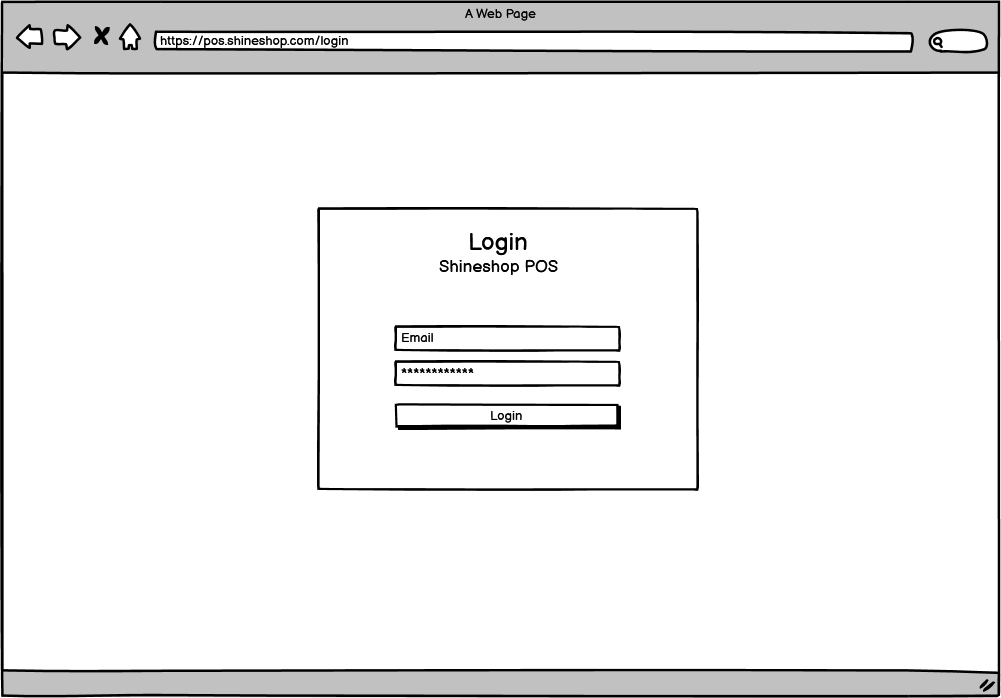 A Web Page
https://pos.shineshop.com/login
Login
Shineshop POS
Email
************
Login